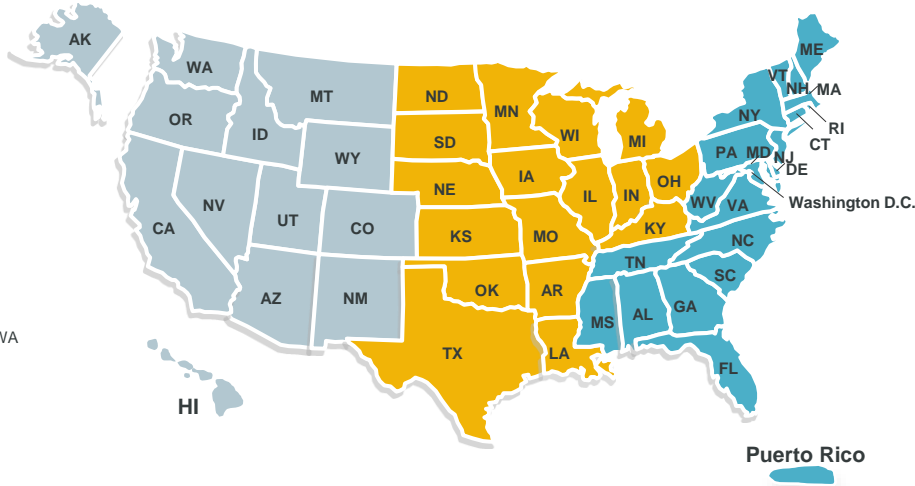 AK
WA
OR
ID
MT
WY
NV
CA
UT
CO
AZ
NM
HI
WA
ND
SD
NE
KS
OK
TX
MN
IA
MO
AR
LA
WI
IL
MI
IN
OH
KY
ME
VT
NH
MA
NY
RI
CT
PA
MD
NJ
DE
Washington D.C.
WV
VA
NC
TN
SC
MS
AL
GA
FL
Puerto Rico